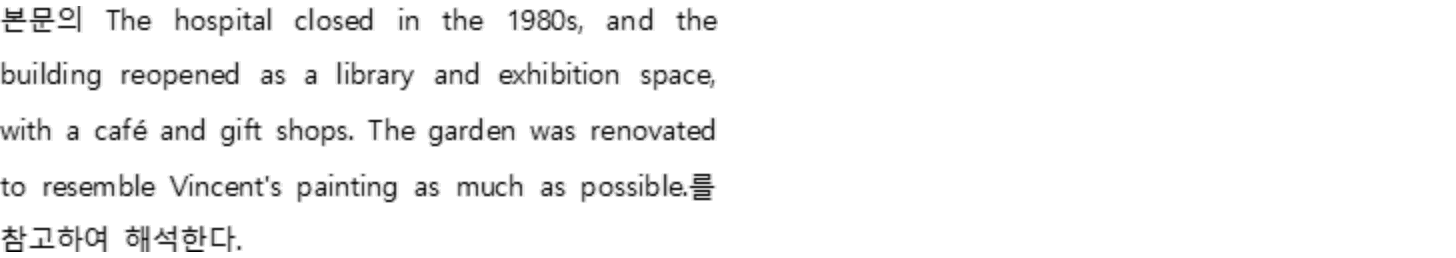 본문의 The hospital closed in the 1980s, and the
building reopened as a library and exhibition space,
with a café and gift shops. The garden was renovated
to resemble Vincent's painting as much as possible.를
참고하여 해석한다.